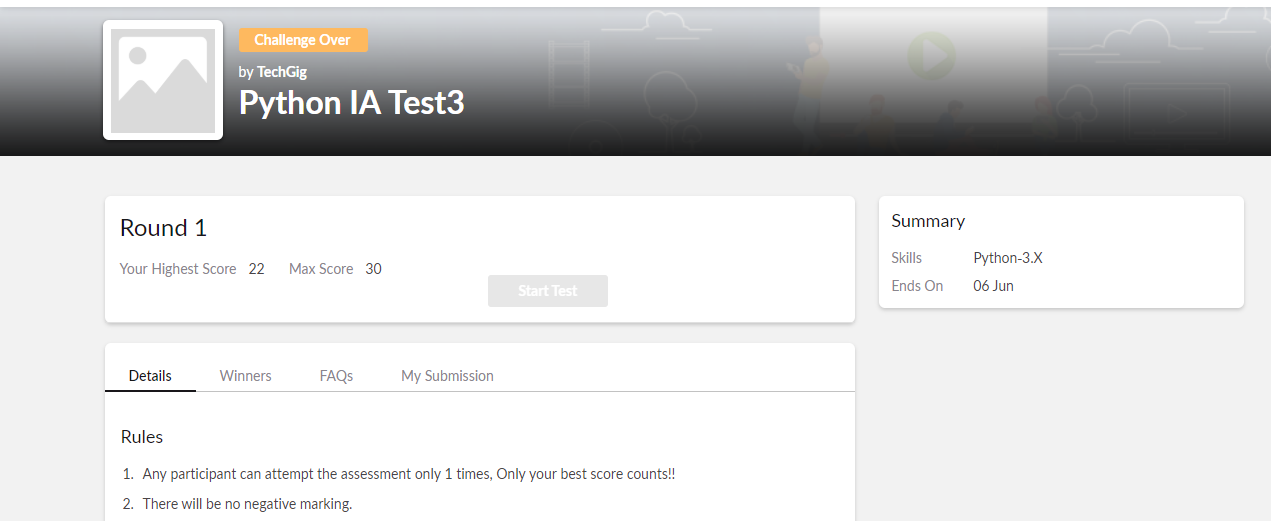 Challenge Over
by TechGig
Python IA Test3
Round 1
Your Highest Score 22 Max Score 30
Start Test
Summary
Skills Python-3.X
Ends On 06 Jun
Details Winners FAQs My Submission
Rules
1. Any participant can attempt the assessment only 1 times, Only your best score counts!!
2. There will be no negative marking.